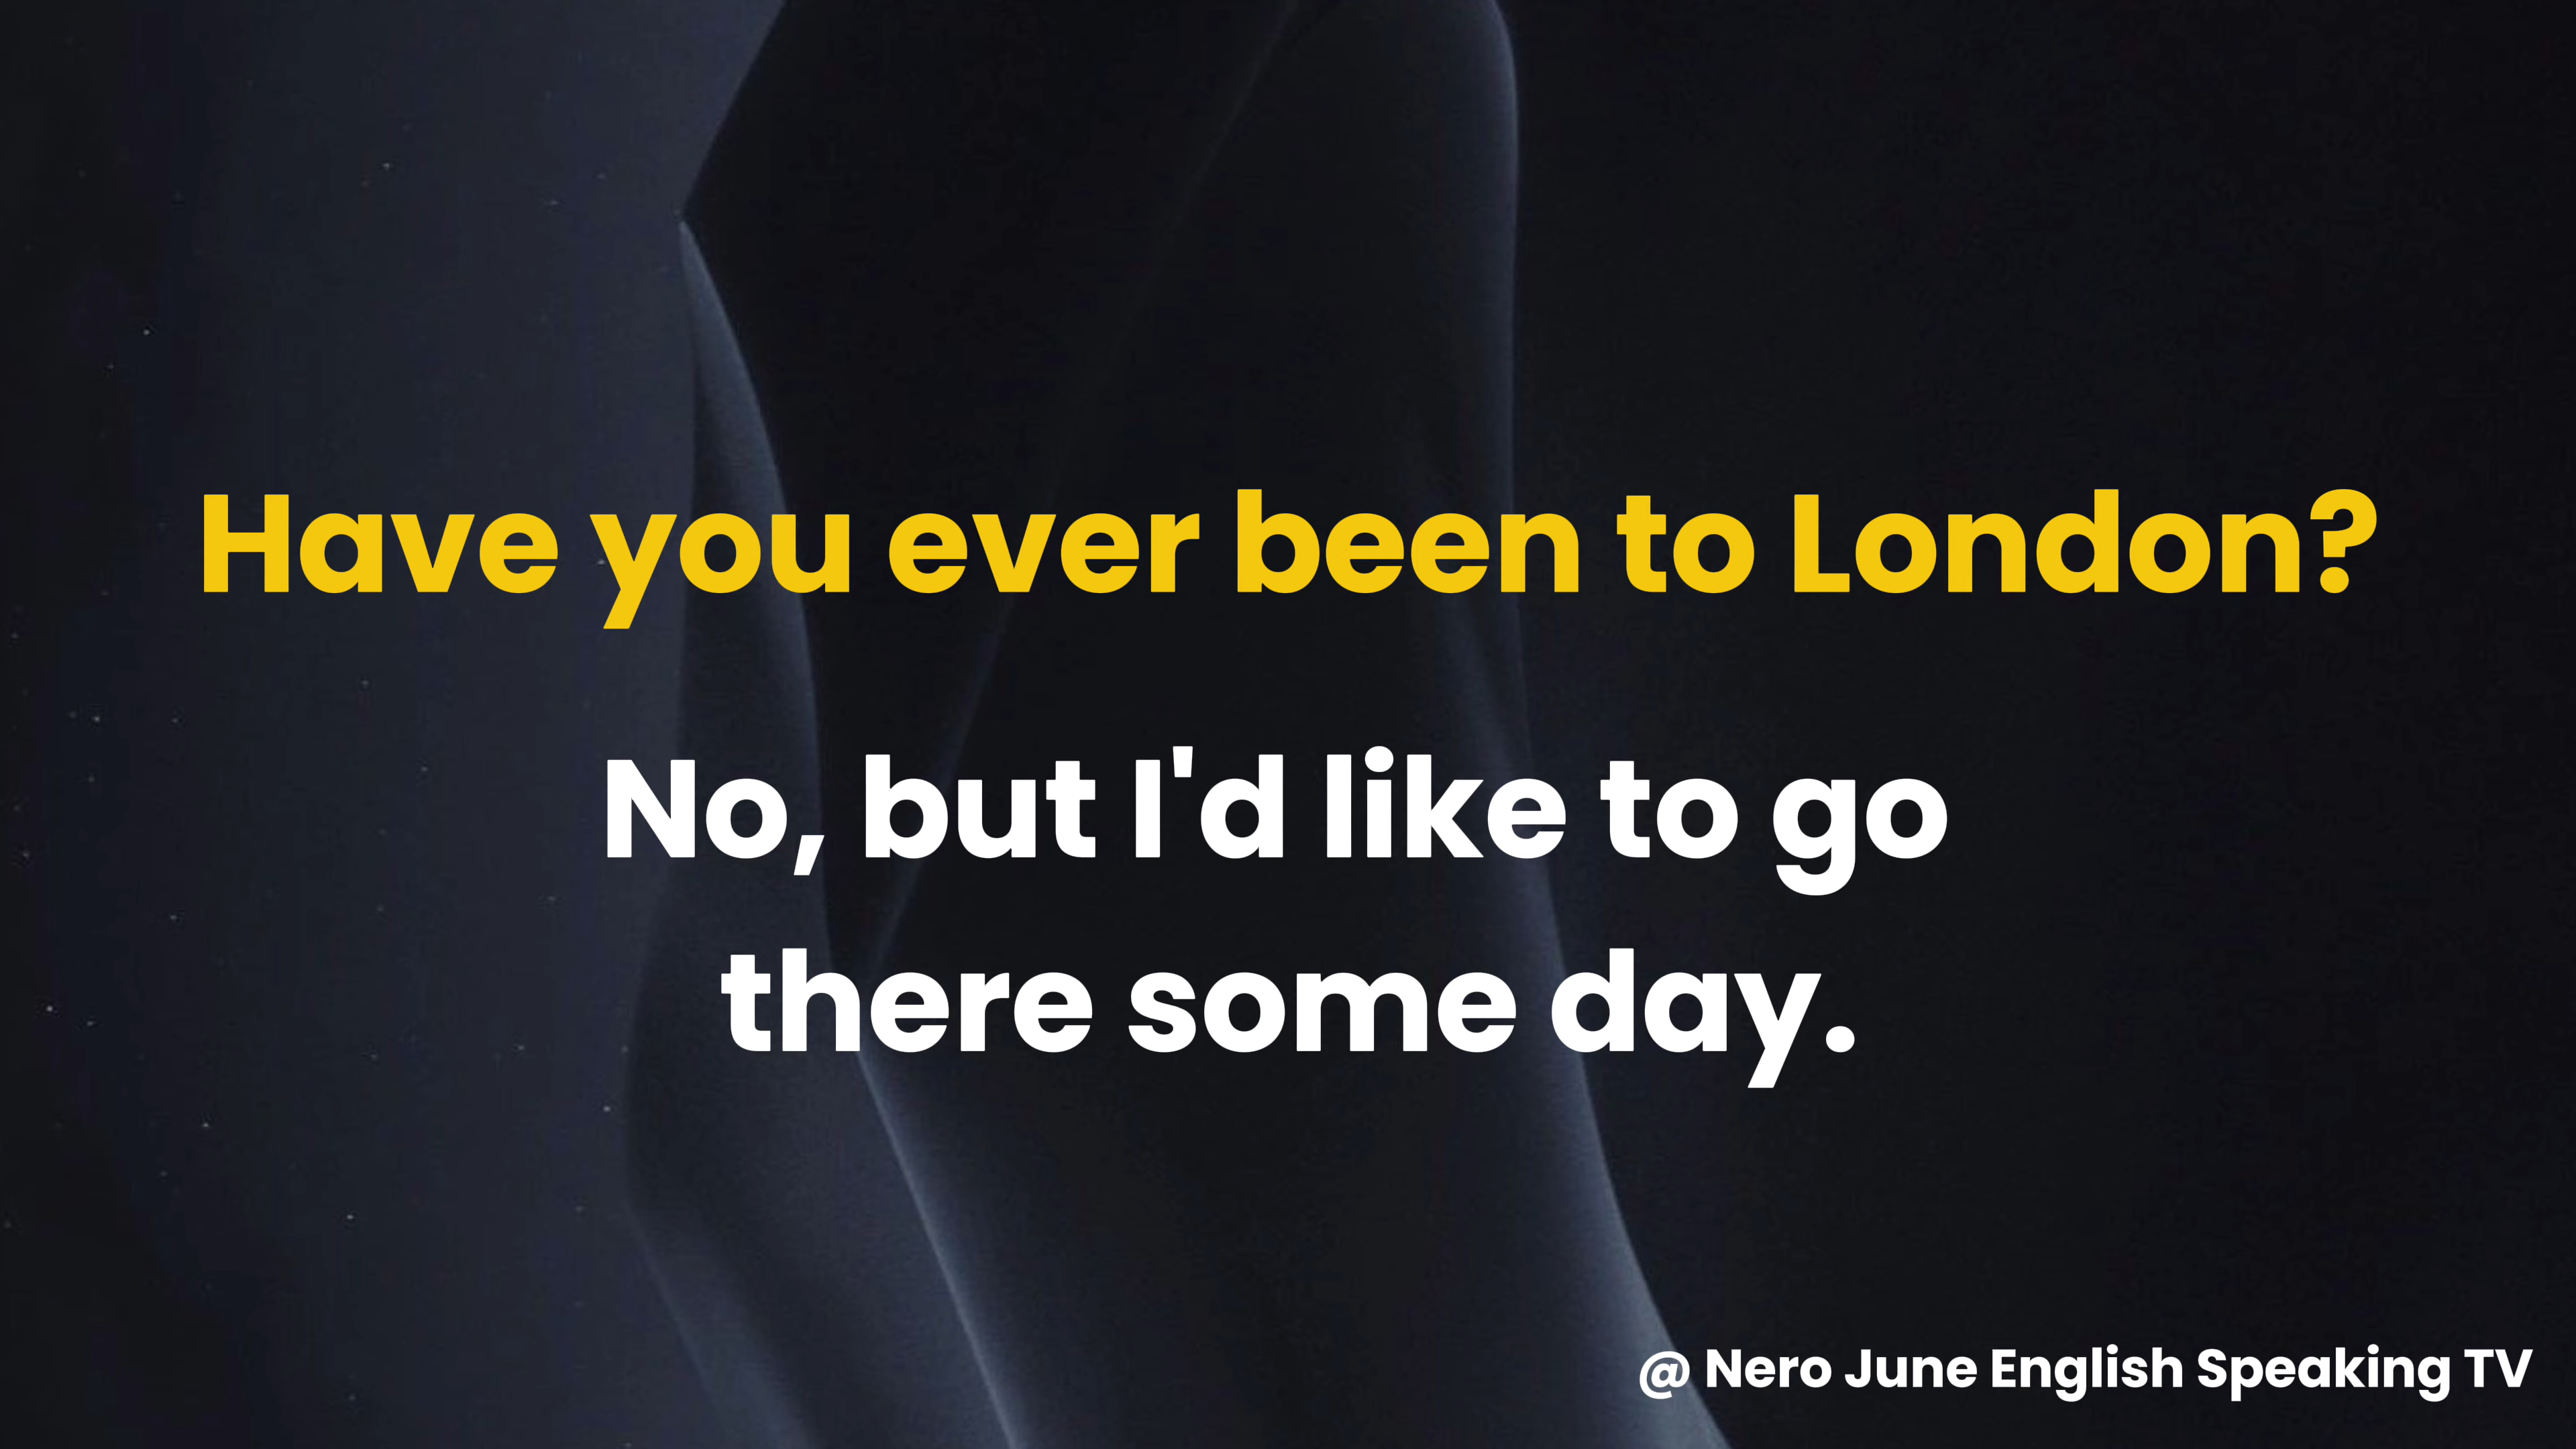 Have you ever been to London?
No, but I'd like to go
there some day.
@ Nero June English Speaking TV